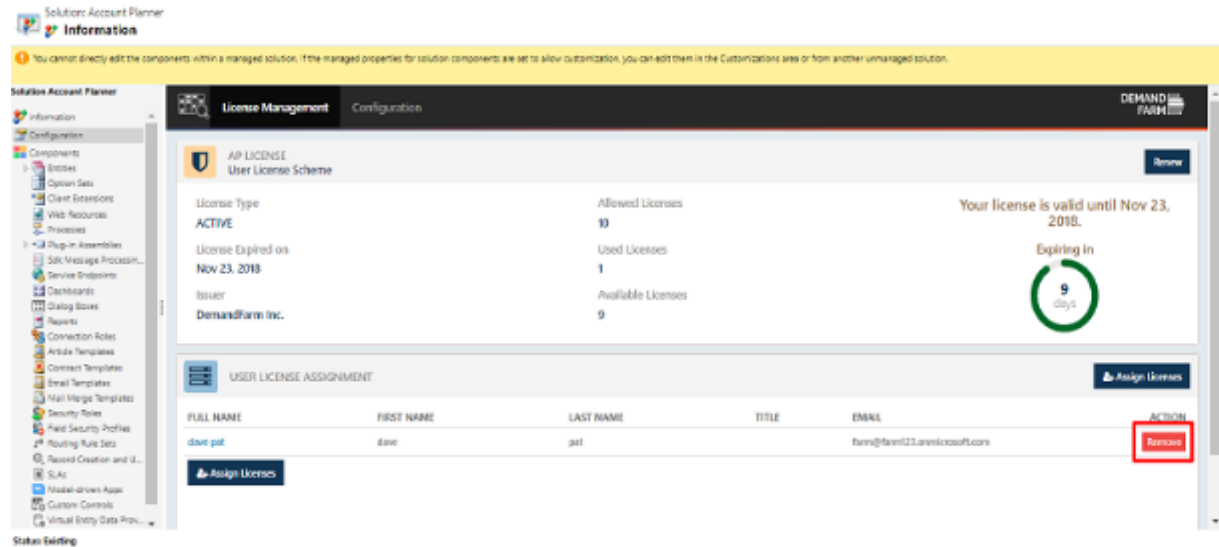 Solution: Account Planner
Information
You cannot directly edit the components within a managed solution. If the managed properties for solution components are set to allow customization, you can edit them in the Customizations area or from another unmanaged solution.
Solution Account Planner
Information
Configuration
Components
Entities
Option Sets
Client Extensions
Web Resources
Processes
Plug-in Assemblies
Sdk Message Processin...
Service Endpoints
Dashboards
Dialog Boxes
Reports
Connection Roles
Article Templates
Contract Templates
Email Templates
Mail Merge Templates
Security Roles
Field Security Profiles
Routing Rule Sets
Record Creation and U...
SLAs
Model-driven Apps
Custom Controls
Virtual Entity Data Prov...
Status: Existing
License Management Configuration
DEMAND
FARM
AP LICENSE
User License Scheme
Renew
License Type
ACTIVE
License Expired on
Nov 23, 2018
Issuer
DemandFarm Inc.
Allowed Licenses
10
Used Licenses
1
Available Licenses
9
Your license is valid until Nov 23,
2018.
Expiring in
9
days
USER LICENSE ASSIGNMENT
Assign Licenses
FULL NAME FIRST NAME LAST NAME TITLE EMAIL ACTION
dave pat dave pat farm@farm123.onmicrosoft.com Remove
Assign Licenses